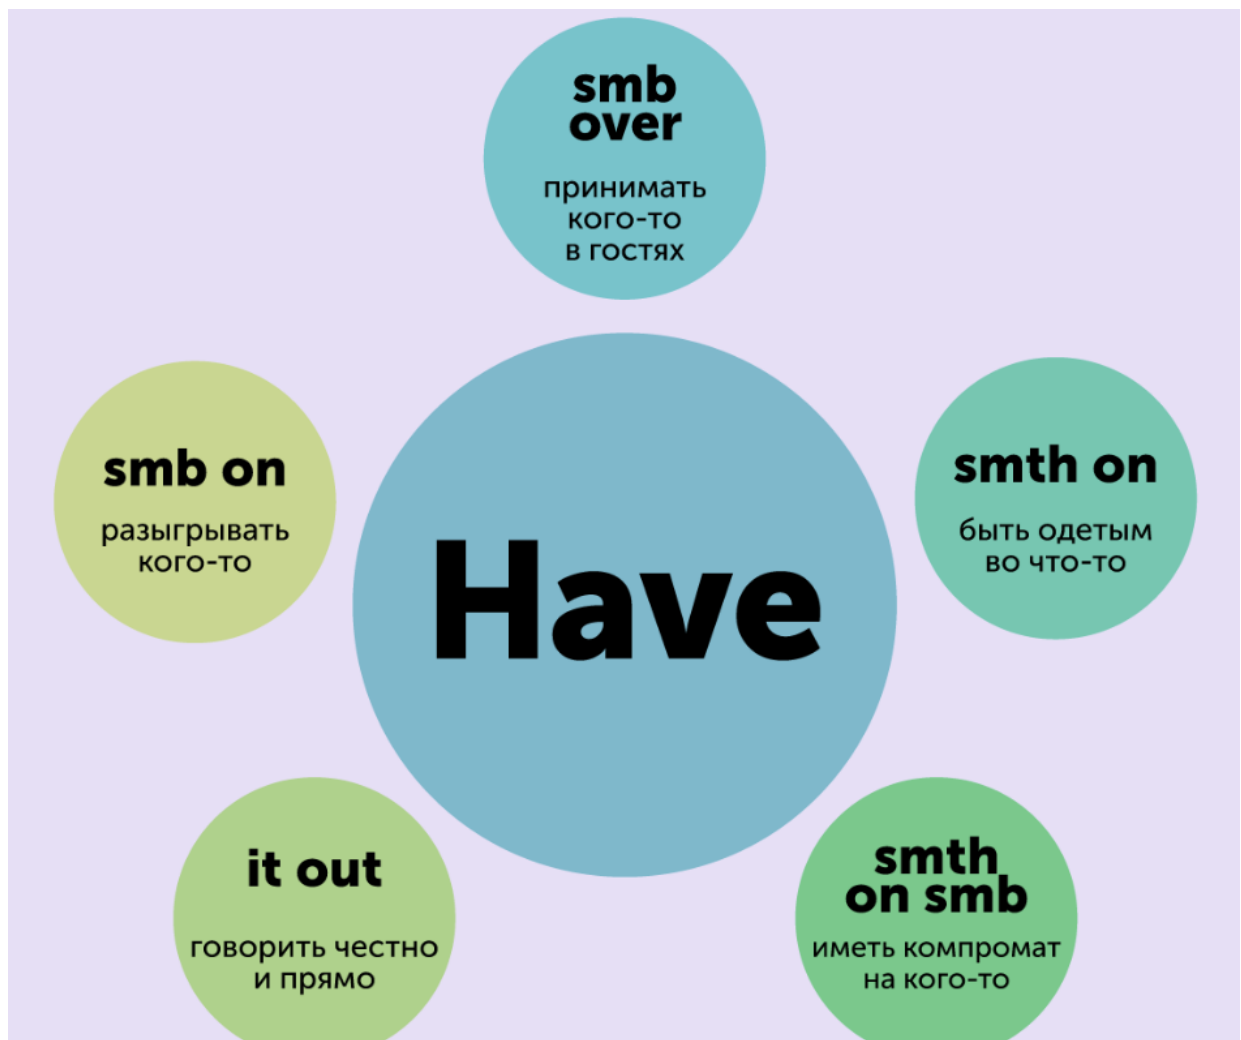 smb
over
принимать
кого-то
в гостях
smb on
разыгрывать
кого-то
Have
smth on
быть одетым
во что-то
it out
говорить честно
и прямо
smth
on smb
иметь компромат
на кого-то